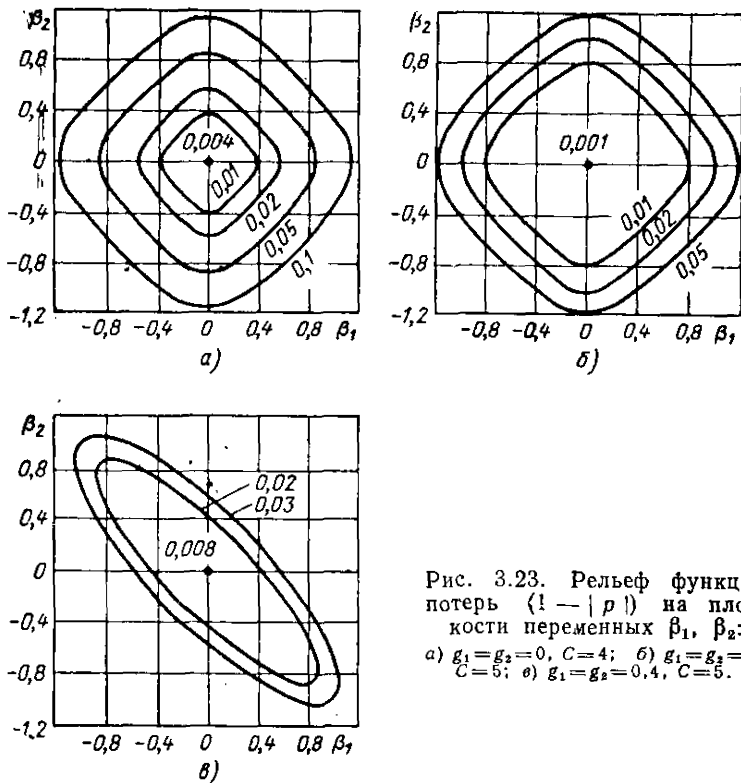 β₂
0,8
0,4
0
-0,4
-0,8
-1,2
-0,8 -0,4 0 0,4 0,8 β₁
0,004
0,01
0,02
0,05
0,1
а)
β₂
0,8
0,4
0
-0,4
-0,8
-1,2
-0,8 -0,4 0 0,4 0,8 β₁
0,001
0,01
0,02
0,05
б)
β₂
0,8
0,4
0
-0,4
-0,8
-1,2
-0,8 -0,4 0 0,4 0,8 β₁
0,02
0,03
0,008
в)
Рис. 3.23. Рельеф функц
потерь (1 — | p |) на пло
кости переменных β₁, β₂:
а) g₁=g₂=0, C=4; б) g₁=g₂=
C=5; в) g₁=g₂=0,4, C=5.